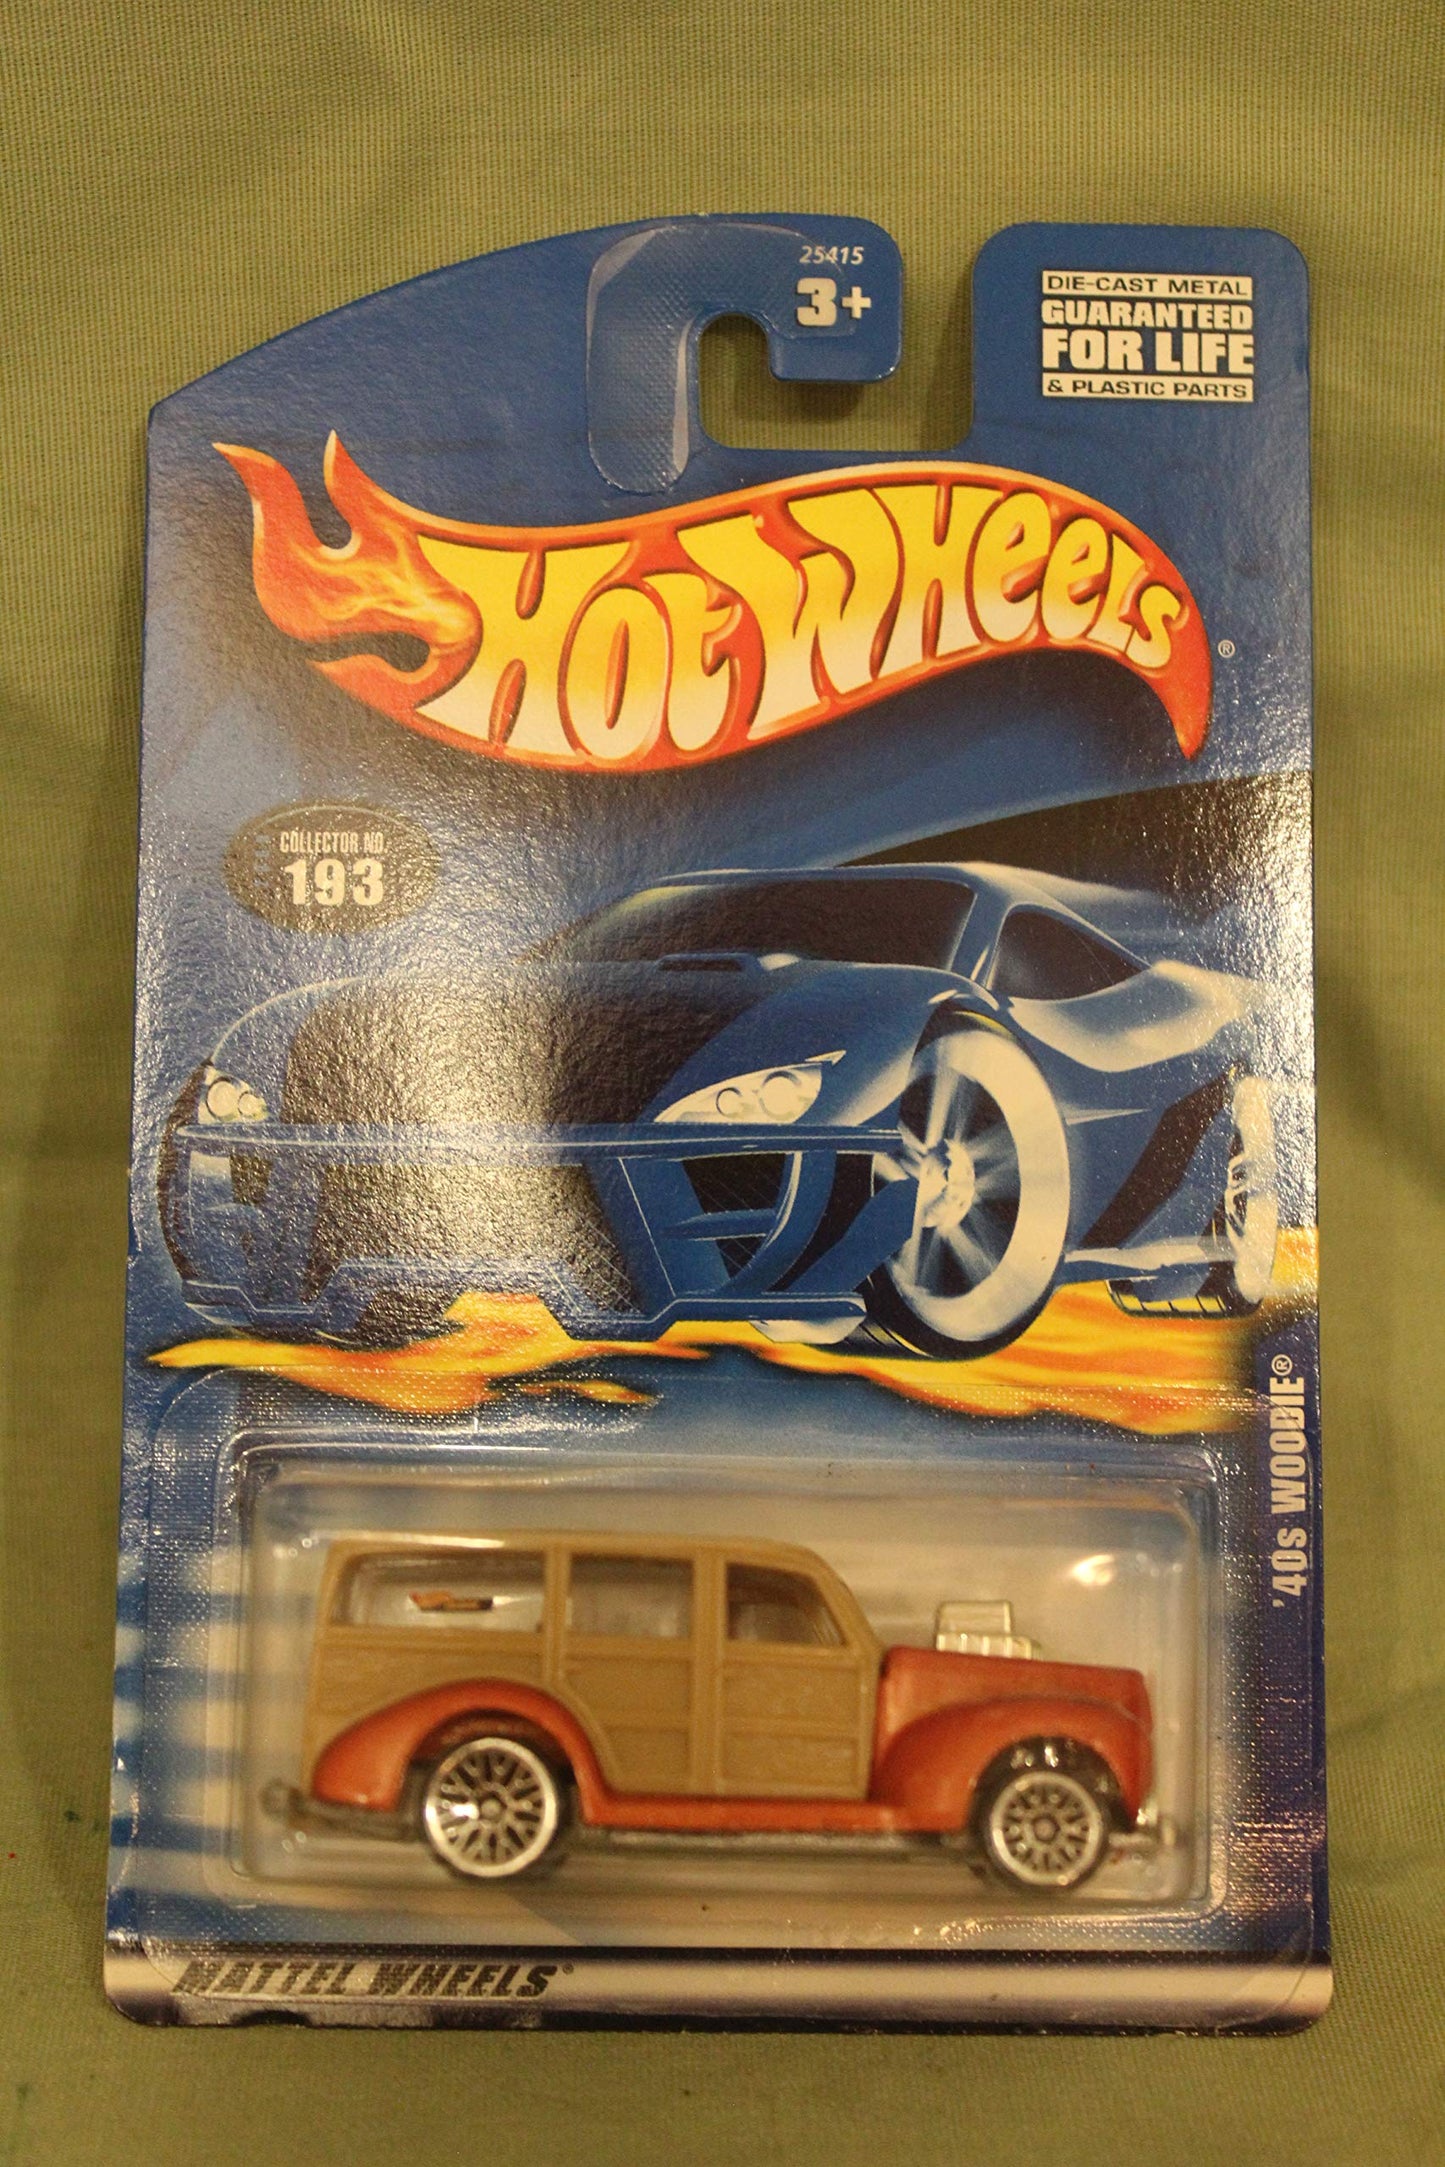 25415
3+
DIE-CAST METAL
GUARANTEED
FOR LIFE
& PLASTIC PARTS
HOT WHEELS®
COLLECTOR NO.
193
'40s WOODIE®
MATTEL WHEELS®